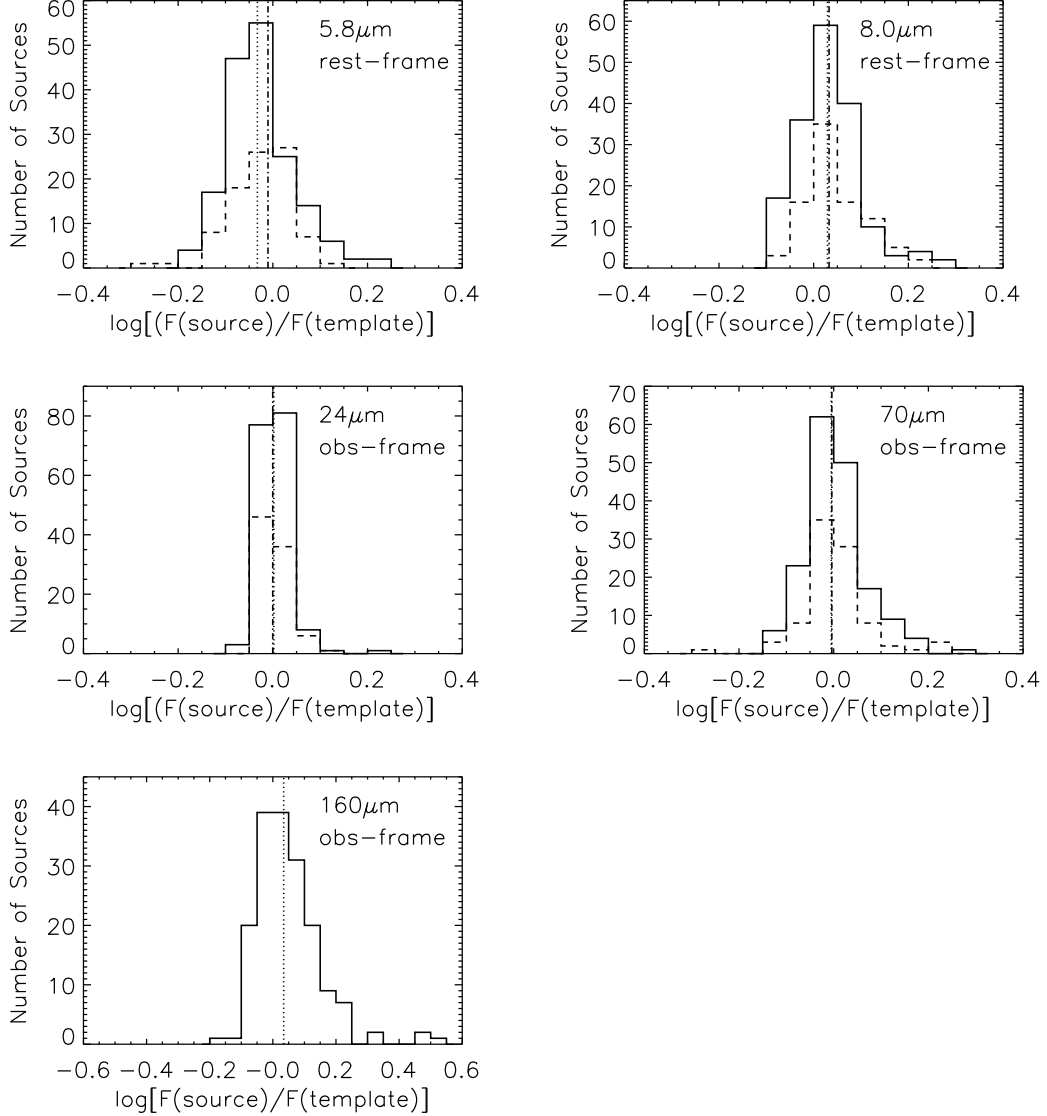 60
50
40
30
20
10
0
Number of Sources
5.8μm
rest-frame
-0.4 -0.2 0.0 0.2 0.4
log[(F(source)/F(template)]
60
50
40
30
20
10
0
Number of Sources
8.0μm
rest-frame
-0.4 -0.2 0.0 0.2 0.4
log[(F(source)/F(template)]
80
60
40
20
0
Number of Sources
24μm
obs-frame
-0.4 -0.2 0.0 0.2 0.4
log[(F(source)/F(template)]
70
60
50
40
30
20
10
0
Number of Sources
70μm
obs-frame
-0.4 -0.2 0.0 0.2 0.4
log[F(source)/F(template)]
40
30
20
10
0
Number of Sources
160μm
obs-frame
-0.6 -0.4 -0.2 -0.0 0.2 0.4 0.6
log[F(source)/F(template)]